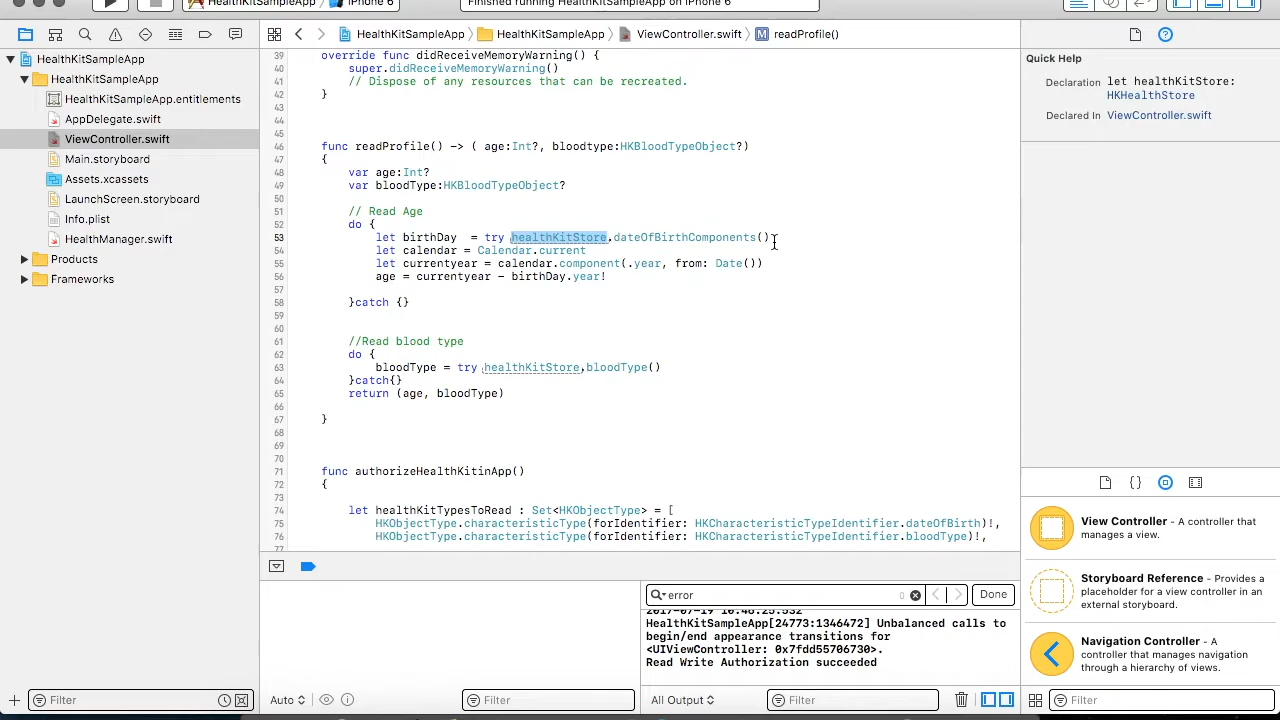 HealthKitSampleApp
iPhone 6
Finished running HealthKitSampleApp on iPhone 6
HealthKitSampleApp
HealthKitSampleApp
ViewController.swift
M
readProfile()
HealthKitSampleApp
HealthKitSampleApp
HealthKitSampleApp.entitlements
AppDelegate.swift
ViewController.swift
Main.storyboard
Assets.xcassets
LaunchScreen.storyboard
Info.plist
HealthManager.swift
Products
Frameworks
39 override func didReceiveMemoryWarning() {
40 super.didReceiveMemoryWarning()
41 // Dispose of any resources that can be recreated.
42 }
43
44
45
46 func readProfile() -> ( age:Int?, bloodtype:HKBloodTypeObject?)
47 {
48 var age:Int?
49 var bloodType:HKBloodTypeObject?
50
51 // Read Age
52 do {
53 let birthDay  = try healthKitStore.dateOfBirthComponents()
54 let calendar = Calendar.current
55 let currentyear = calendar.component(.year, from: Date())
56 age = currentyear - birthDay.year!
57
58 }catch {}
59
60
61 //Read blood type
62 do {
63 bloodType = try healthKitStore.bloodType()
64 }catch{}
65 return (age, bloodType)
66
67 }
68
69
70
71 func authorizeHealthKitinApp()
72 {
73
74 let healthKitTypesToRead : Set<HKObjectType> = [
75 HKObjectType.characteristicType(forIdentifier: HKCharacteristicTypeIdentifier.dateOfBirth)!,
76 HKObjectType.characteristicType(forIdentifier: HKCharacteristicTypeIdentifier.bloodType)!,
77
Quick Help
Declaration let healthKitStore:
HKHealthStore
Declared In ViewController.swift
View Controller - A controller that
manages a view.
Storyboard Reference - Provides a
placeholder for a view controller in an
external storyboard.
Navigation Controller - A
controller that manages navigation
through a hierarchy of views.
error
0
Done
2017-07-19 10:48:25.532
HealthKitSampleApp[24773:1346472] Unbalanced calls to
begin/end appearance transitions for
<UIViewController: 0x7fdd55706730>.
Read Write Authorization succeeded
Filter
Auto
Filter
All Output
Filter
Filter